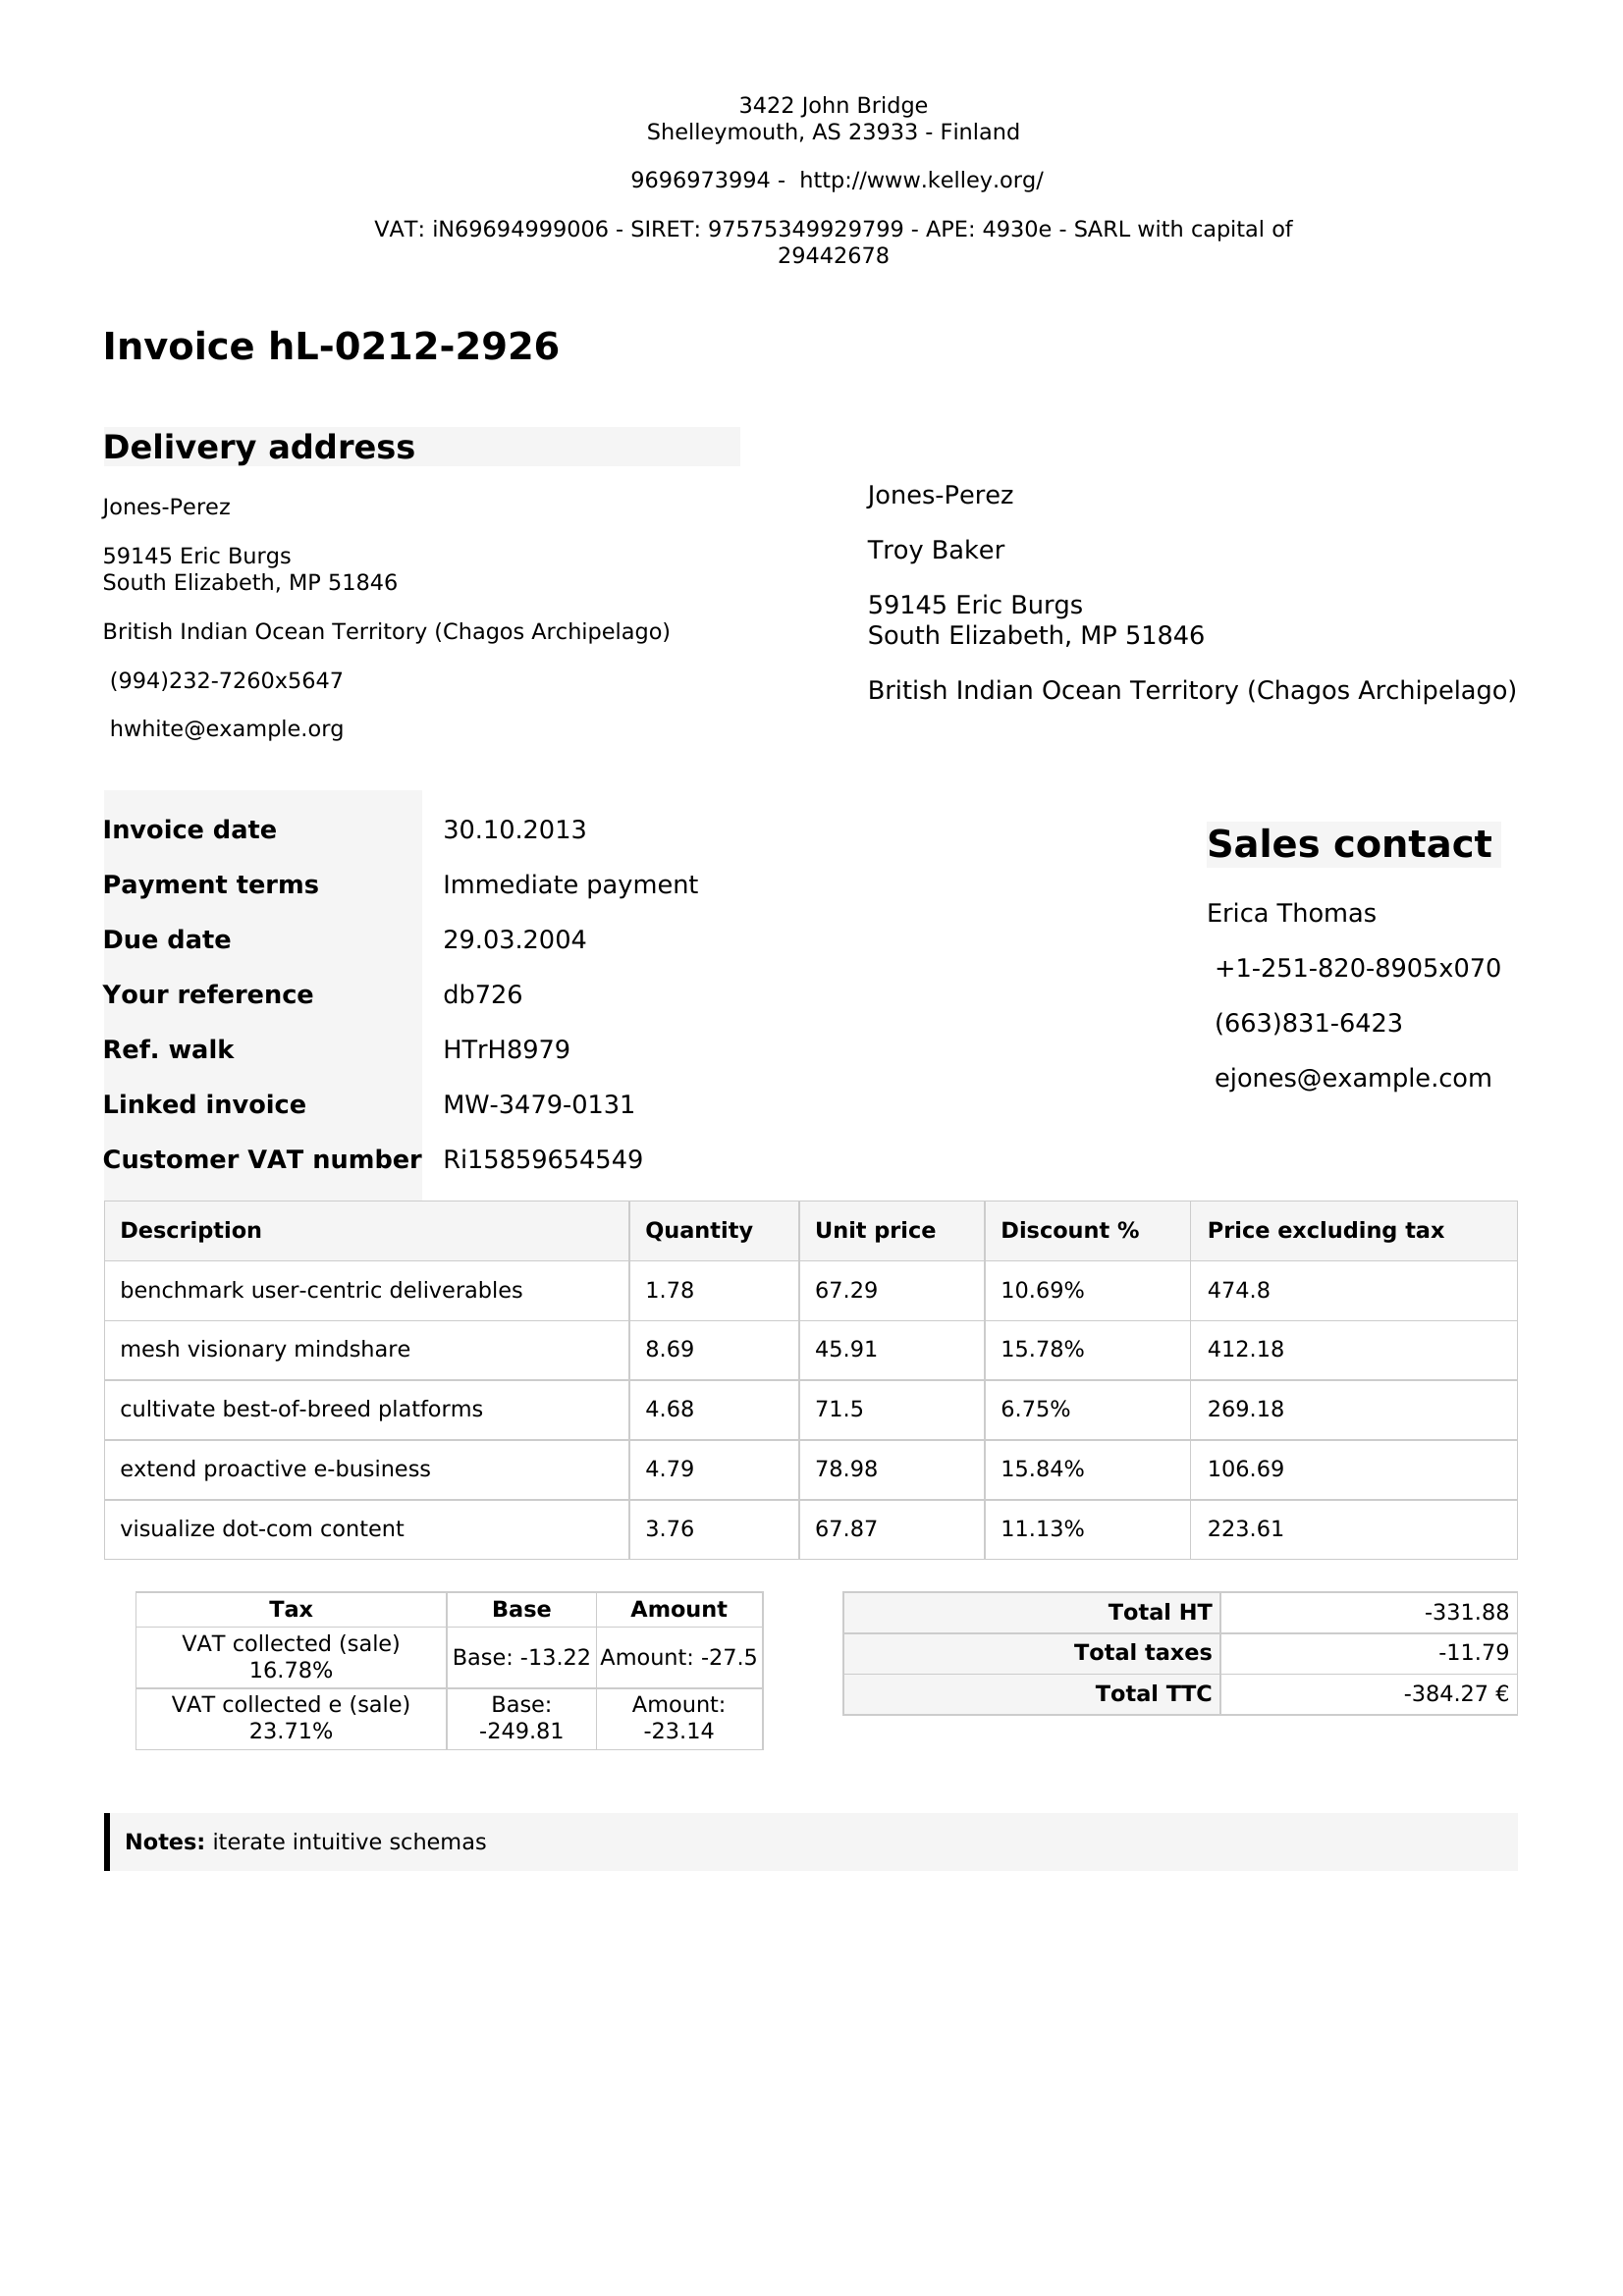 3422 John Bridge
Shelleymouth, AS 23933 - Finland
9696973994 -  http://www.kelley.org/
VAT: iN69694999006 - SIRET: 97575349929799 - APE: 4930e - SARL with capital of
29442678
Invoice hL-0212-2926
Delivery address
Jones-Perez
59145 Eric Burgs
South Elizabeth, MP 51846
British Indian Ocean Territory (Chagos Archipelago)
(994)232-7260x5647
hwhite@example.org
Jones-Perez
Troy Baker
59145 Eric Burgs
South Elizabeth, MP 51846
British Indian Ocean Territory (Chagos Archipelago)
Invoice date 30.10.2013
Payment terms Immediate payment
Due date 29.03.2004
Your reference db726
Ref. walk HTrH8979
Linked invoice MW-3479-0131
Customer VAT number Ri15859654549
Sales contact
Erica Thomas
+1-251-820-8905x070
(663)831-6423
ejones@example.com
Description Quantity Unit price Discount % Price excluding tax
benchmark user-centric deliverables 1.78 67.29 10.69% 474.8
mesh visionary mindshare 8.69 45.91 15.78% 412.18
cultivate best-of-breed platforms 4.68 71.5 6.75% 269.18
extend proactive e-business 4.79 78.98 15.84% 106.69
visualize dot-com content 3.76 67.87 11.13% 223.61
Tax Base Amount
VAT collected (sale)
16.78%
Base: -13.22 Amount: -27.5
VAT collected e (sale)
23.71%
Base:
-249.81
Amount:
-23.14
Total HT -331.88
Total taxes -11.79
Total TTC -384.27 €
Notes: iterate intuitive schemas